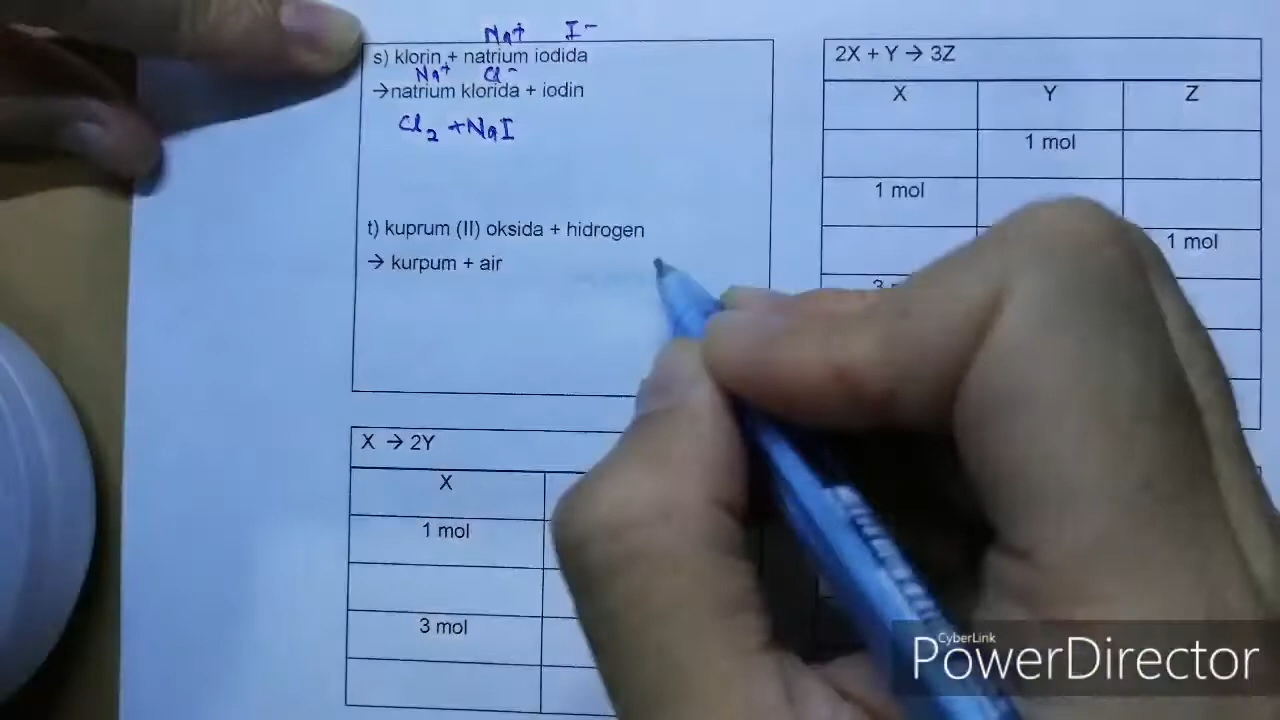 Na⁺ I⁻
s) klorin + natrium iodida
Na⁺ Cl⁻
→natrium klorida + iodin
Cl₂ + NaI
t) kuprum (II) oksida + hidrogen
→ kurpum + air
X → 2Y
X
1 mol
3 mol
2X + Y → 3Z
X Y Z
1 mol
1 mol
1 mol
CyberLink
PowerDirector